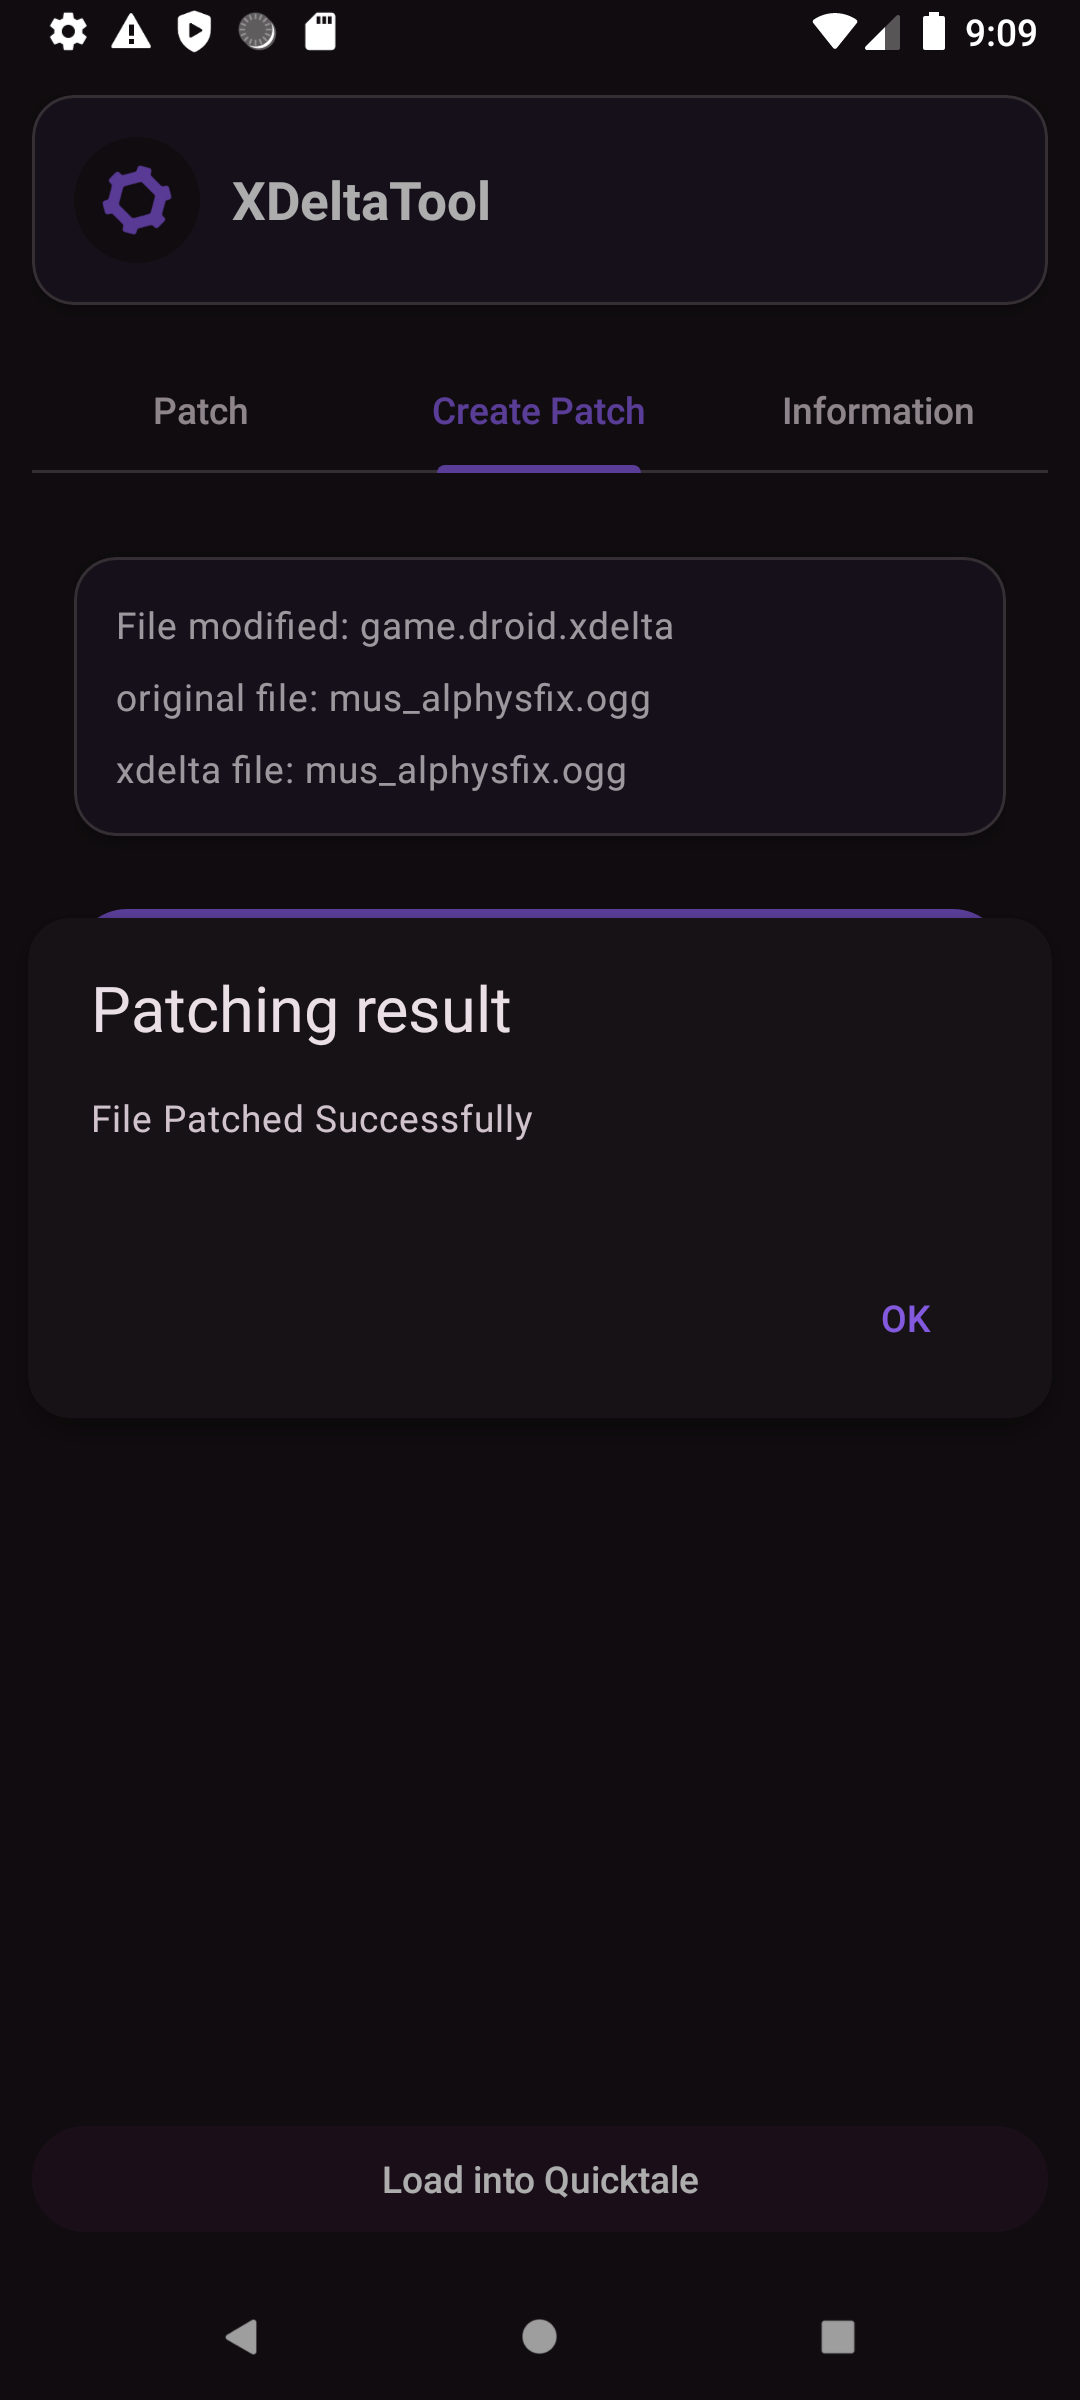 9:09
XDeltaTool
Patch
Create Patch
Information
File modified: game.droid.xdelta
original file: mus_alphysfix.ogg
xdelta file: mus_alphysfix.ogg
Patching result
File Patched Successfully
OK
Load into Quicktale